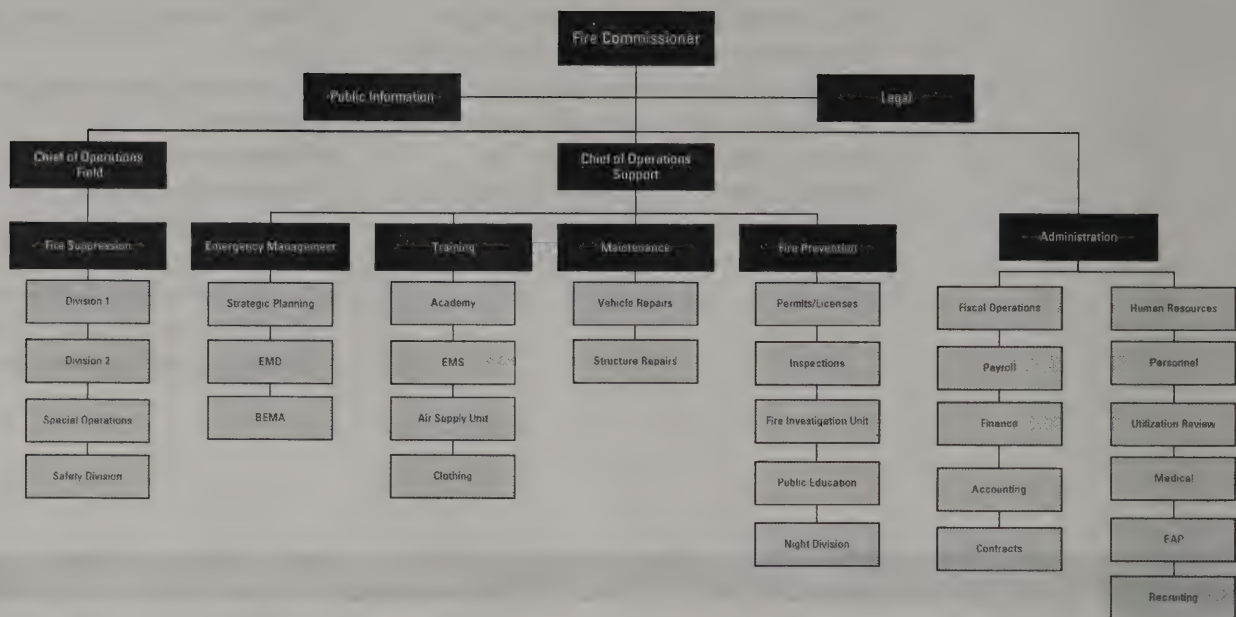 Fire Commissioner
Public Information
Legal
Chief of Operations
Field
Chief of Operations
Support
Administration
Fire Suppression
Division 1
Division 2
Special Operations
Safety Division
Emergency Management
Strategic Planning
EMD
BEMA
Training
Academy
EMS
Air Supply Unit
Clothing
Maintenance
Vehicle Repairs
Structure Repairs
Fire Prevention
Permits/Licenses
Inspections
Fire Investigation Unit
Public Education
Night Division
Fiscal Operations
Payroll
Finance
Accounting
Contracts
Human Resources
Personnel
Utilization Review
Medical
EAP
Recruiting